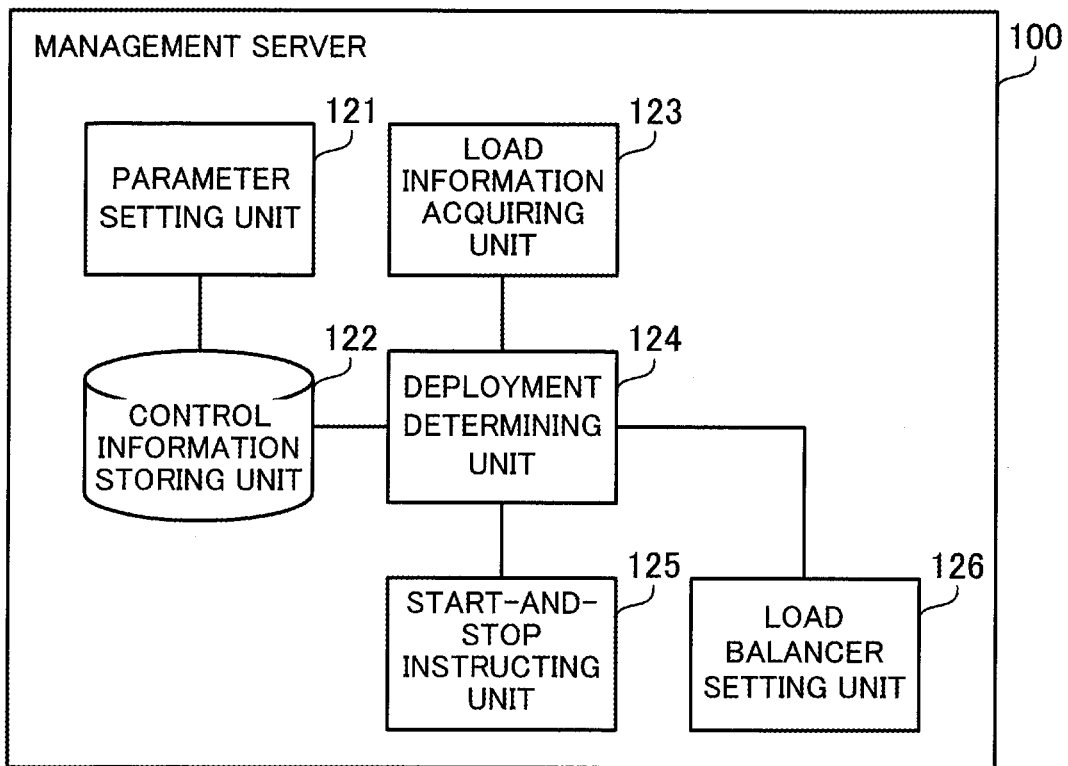 MANAGEMENT SERVER
100
121
PARAMETER
SETTING UNIT
123
LOAD
INFORMATION
ACQUIRING
UNIT
122
CONTROL
INFORMATION
STORING UNIT
124
DEPLOYMENT
DETERMINING
UNIT
125
START-AND-
STOP
INSTRUCTING
UNIT
126
LOAD
BALANCER
SETTING UNIT